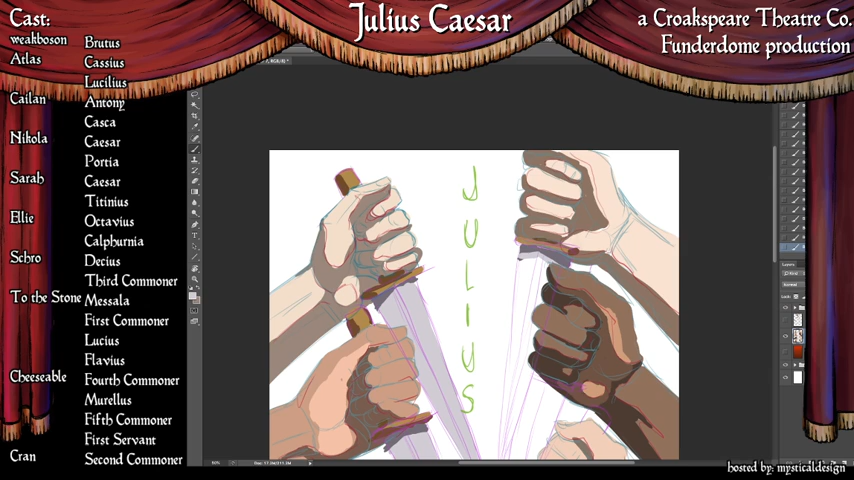 Cast:
Julius Caesar
a Croakspeare Theatre Co.
Funderdome production
weakboson
Brutus
Atlas
Cassius
Lucilius
Cailan
Antony
Casca
Nikola
Caesar
Portia
Sarah
Caesar
Titinius
Ellie
Octavius
Calphurnia
Schro
Decius
Third Commoner
To the Stone
Messala
First Commoner
Lucius
Flavius
Cheeseable
Fourth Commoner
Murellus
Fifth Commoner
First Servant
Cran
Second Commoner
JULIUS
hosted by: mysticaldesign